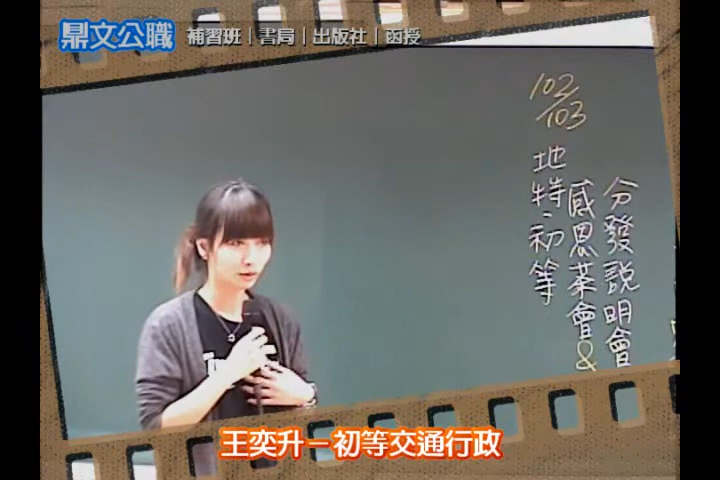 鼎文公職 補習班｜書局｜出版社｜函授
102/103
地特．初等
感恩茶會&
分發說明會
王奕升－初等交通行政